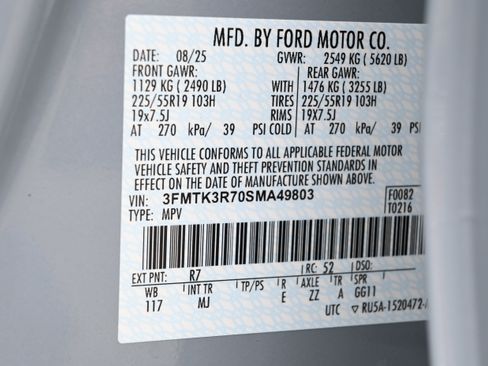 MFD. BY FORD MOTOR CO.
DATE: 08/25 GVWR: 2549 KG ( 5620 LB)
FRONT GAWR: REAR GAWR:
1129 KG ( 2490 LB) WITH 1476 KG ( 3255 LB)
225/55R19 103H TIRES 225/55R19 103H
19x7.5J RIMS 19X7.5J
AT 270 kPa/ 39 PSI COLD AT 270 kPa/ 39 PSI
THIS VEHICLE CONFORMS TO ALL APPLICABLE FEDERAL MOTOR
VEHICLE SAFETY AND THEFT PREVENTION STANDARDS
IN EFFECT ON THE DATE OF MANUFACTURE SHOWN ABOVE.
VIN: 3FMTK3R70SMA49803 F0082
TYPE: MPV T0216
EXT PNT: R7 RC: 52 DSO:
WB INT TR TP/PS R AXLE TR SPR
117 MJ E ZZ A GG11
UTC ▽ RU5A-1520472-